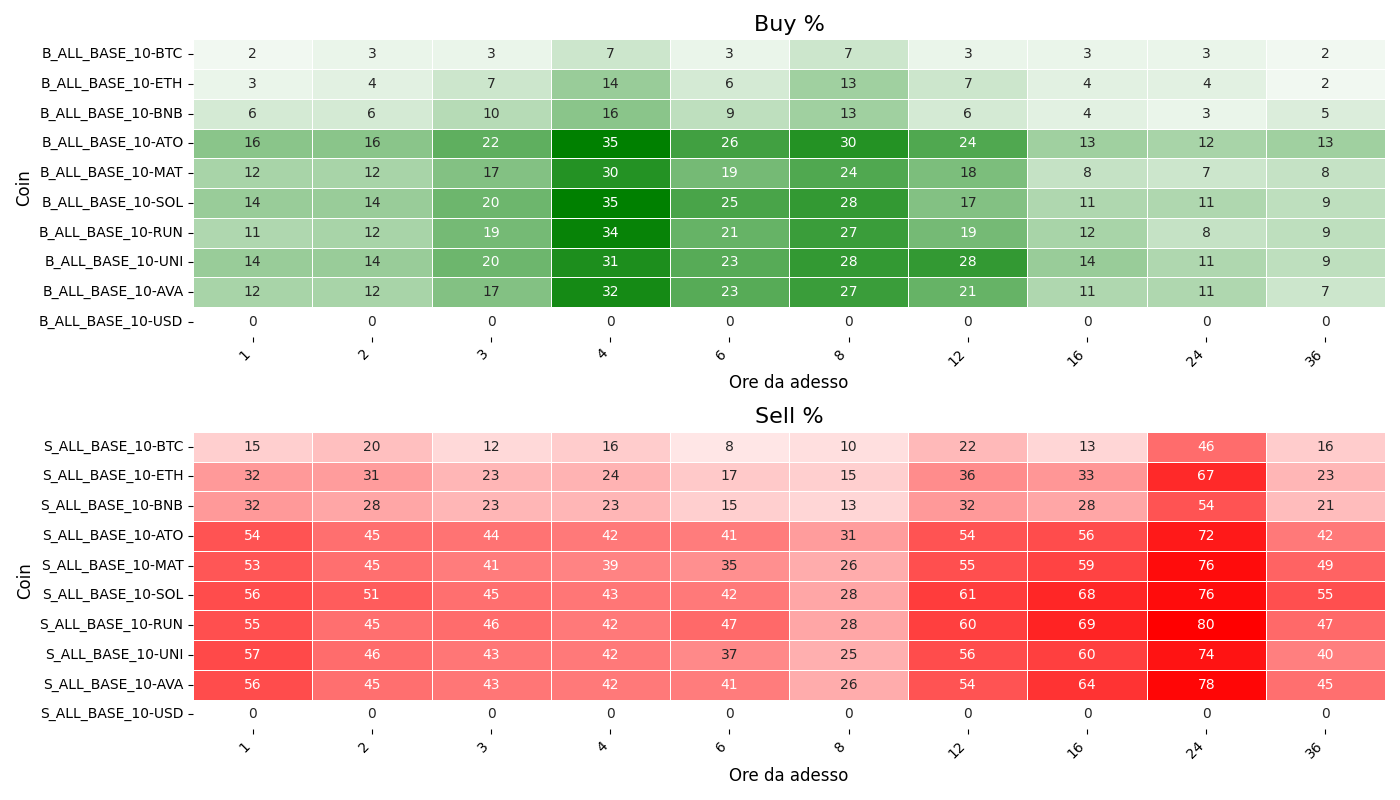 Buy %
Coin
B_ALL_BASE_10-BTC 2 3 3 7 3 7 3 3 3 2
B_ALL_BASE_10-ETH 3 4 7 14 6 13 7 4 4 2
B_ALL_BASE_10-BNB 6 6 10 16 9 13 6 4 3 5
B_ALL_BASE_10-ATO 16 16 22 35 26 30 24 13 12 13
B_ALL_BASE_10-MAT 12 12 17 30 19 24 18 8 7 8
B_ALL_BASE_10-SOL 14 14 20 35 25 28 17 11 11 9
B_ALL_BASE_10-RUN 11 12 19 34 21 27 19 12 8 9
B_ALL_BASE_10-UNI 14 14 20 31 23 28 28 14 11 9
B_ALL_BASE_10-AVA 12 12 17 32 23 27 21 11 11 7
B_ALL_BASE_10-USD 0 0 0 0 0 0 0 0 0 0
1 2 3 4 6 8 12 16 24 36
Ore da adesso
Sell %
Coin
S_ALL_BASE_10-BTC 15 20 12 16 8 10 22 13 46 16
S_ALL_BASE_10-ETH 32 31 23 24 17 15 36 33 67 23
S_ALL_BASE_10-BNB 32 28 23 23 15 13 32 28 54 21
S_ALL_BASE_10-ATO 54 45 44 42 41 31 54 56 72 42
S_ALL_BASE_10-MAT 53 45 41 39 35 26 55 59 76 49
S_ALL_BASE_10-SOL 56 51 45 43 42 28 61 68 76 55
S_ALL_BASE_10-RUN 55 45 46 42 47 28 60 69 80 47
S_ALL_BASE_10-UNI 57 46 43 42 37 25 56 60 74 40
S_ALL_BASE_10-AVA 56 45 43 42 41 26 54 64 78 45
S_ALL_BASE_10-USD 0 0 0 0 0 0 0 0 0 0
1 2 3 4 6 8 12 16 24 36
Ore da adesso